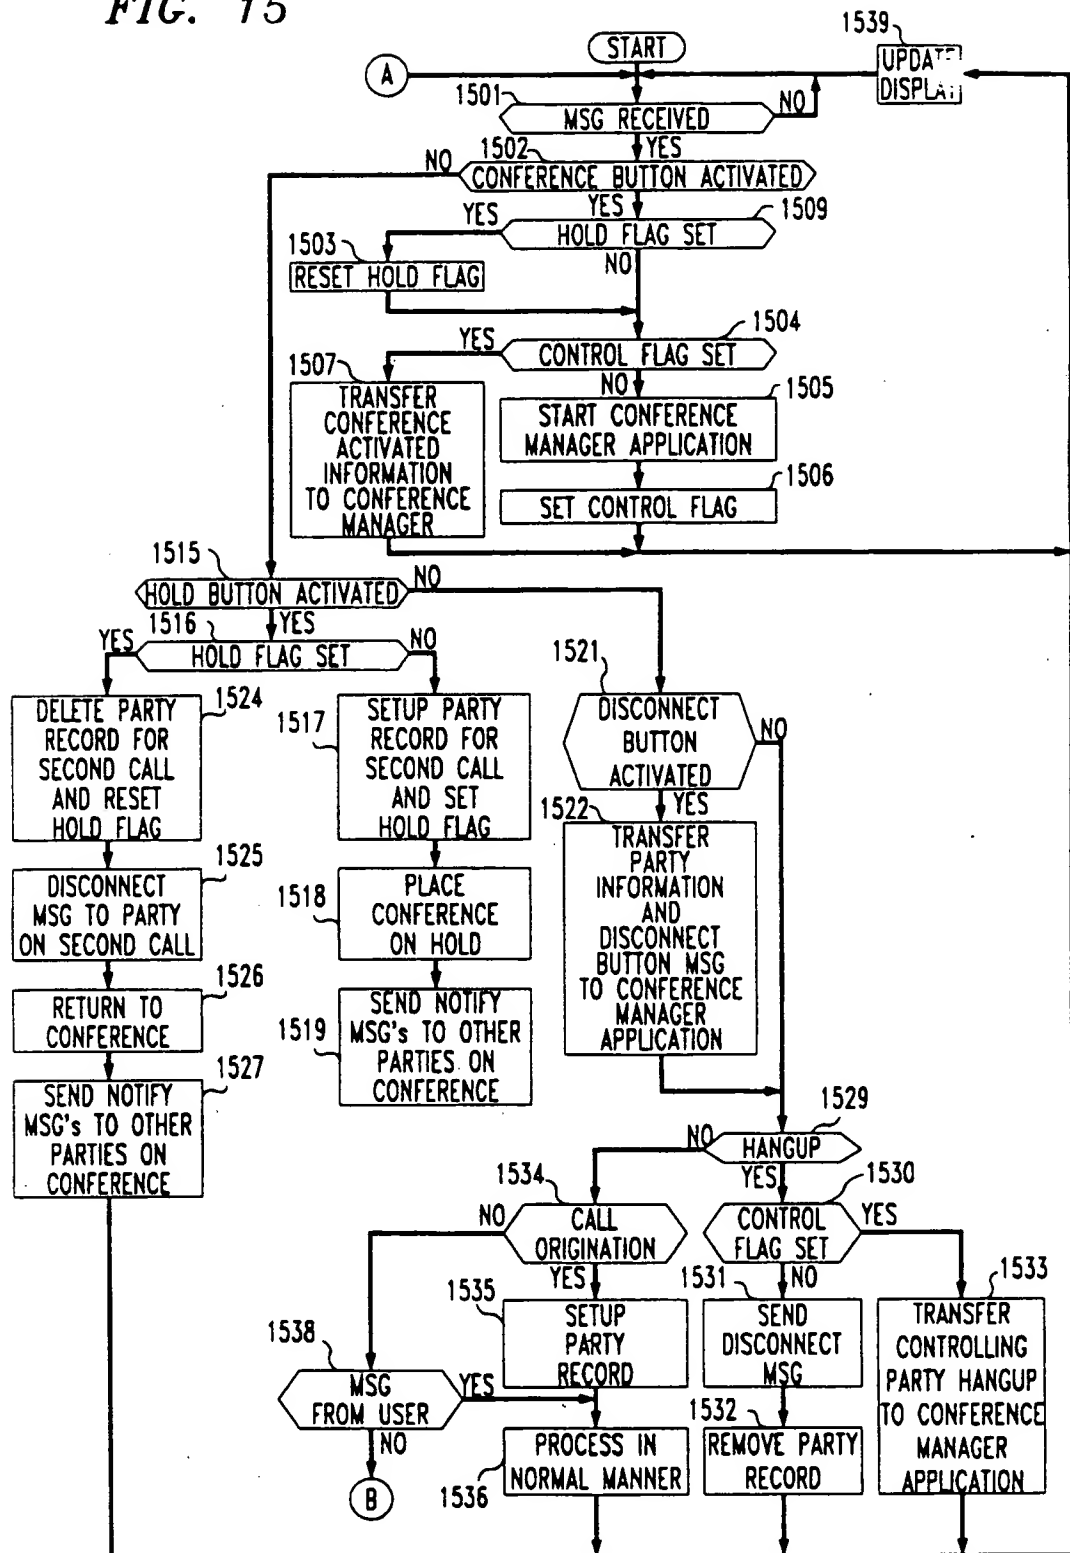 FIG. 15
1539
START
UPDATE
DISPLAY
A
1501
MSG RECEIVED
NO
YES
1502
NO
CONFERENCE BUTTON ACTIVATED
YES
1509
YES
HOLD FLAG SET
1503
NO
RESET HOLD FLAG
1504
YES
CONTROL FLAG SET
1507
NO
1505
TRANSFER
CONFERENCE
ACTIVATED
INFORMATION
TO CONFERENCE
MANAGER
START CONFERENCE
MANAGER APPLICATION
1506
SET CONTROL FLAG
1515
HOLD BUTTON ACTIVATED
NO
1516
YES
YES
HOLD FLAG SET
NO
1524
DELETE PARTY
RECORD FOR
SECOND CALL
AND RESET
HOLD FLAG
1517
SETUP PARTY
RECORD FOR
SECOND CALL
AND SET
HOLD FLAG
1521
DISCONNECT
BUTTON
ACTIVATED
NO
1522
YES
TRANSFER
PARTY
INFORMATION
AND
DISCONNECT
BUTTON MSG
TO CONFERENCE
MANAGER
APPLICATION
1525
DISCONNECT
MSG TO PARTY
ON SECOND CALL
1518
PLACE
CONFERENCE
ON HOLD
1526
RETURN TO
CONFERENCE
1519
SEND NOTIFY
MSG's TO OTHER
PARTIES ON
CONFERENCE
1527
SEND NOTIFY
MSG's TO OTHER
PARTIES ON
CONFERENCE
1529
NO
HANGUP
YES
1534
1530
NO
CALL
ORIGINATION
YES
CONTROL
FLAG SET
YES
NO
1535
SETUP
PARTY
RECORD
1531
SEND
DISCONNECT
MSG
1533
TRANSFER
CONTROLLING
PARTY HANGUP
TO CONFERENCE
MANAGER
APPLICATION
1538
MSG
FROM USER
YES
NO
B
1536
PROCESS IN
NORMAL MANNER
1532
REMOVE PARTY
RECORD